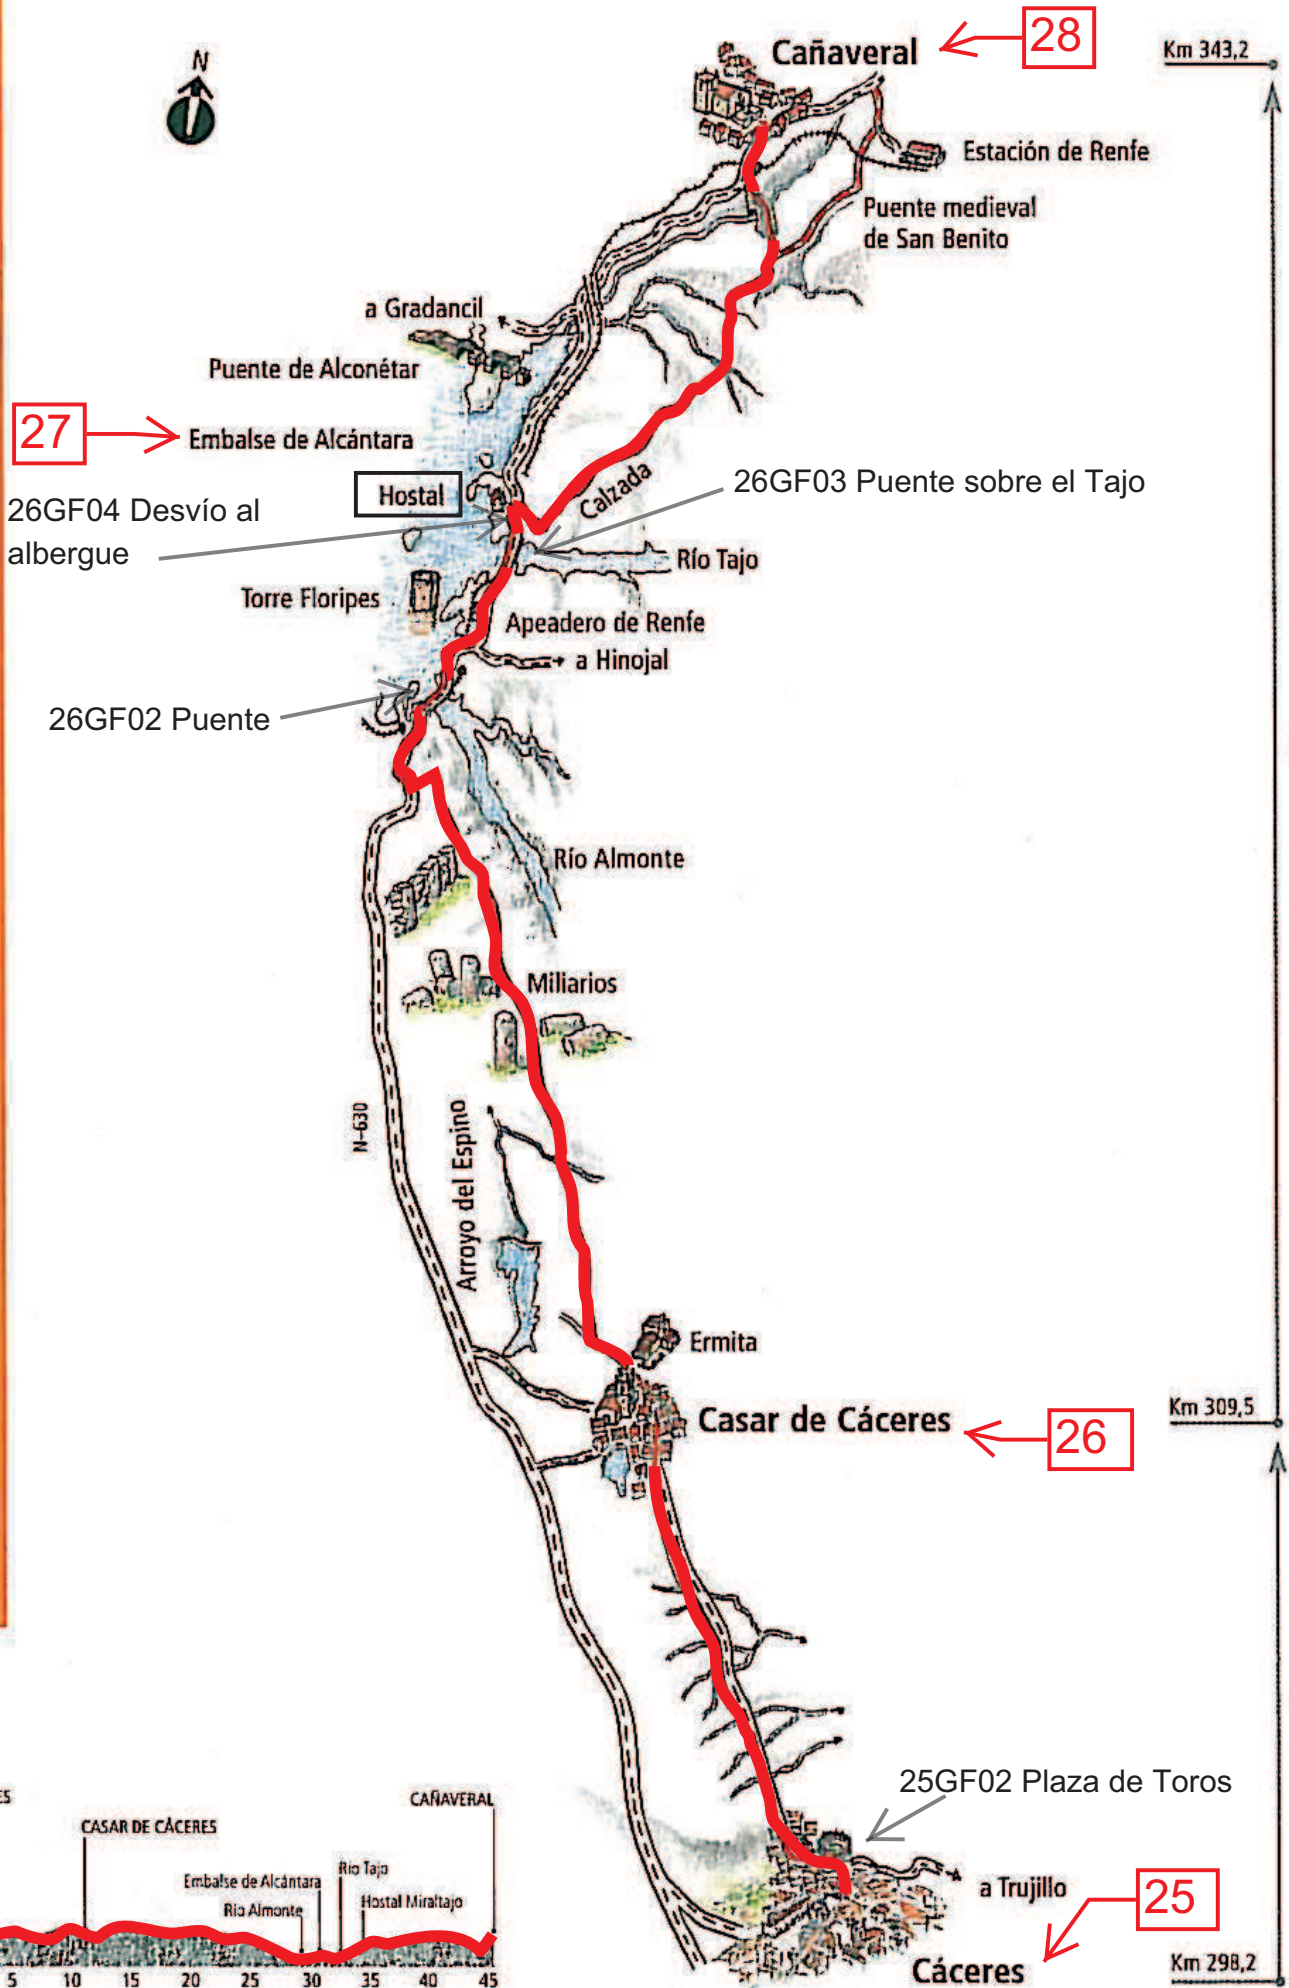 28
Cañaveral
Km 343,2
N
Estación de Renfe
Puente medieval
de San Benito
a Gradancil
Puente de Alconétar
27
Embalse de Alcántara
Hostal
Calzada
26GF03 Puente sobre el Tajo
26GF04 Desvío al
albergue
Río Tajo
Torre Floripes
Apeadero de Renfe
a Hinojal
26GF02 Puente
Río Almonte
Miliarios
N-630
Arroyo del Espino
Ermita
Casar de Cáceres
26
Km 309,5
25GF02 Plaza de Toros
a Trujillo
25
Cáceres
Km 298,2
ES
CASAR DE CÁCERES
CAÑAVERAL
Embalse de Alcántara
Río Tajo
Río Almonte
Hostal Miraltajo
5 10 15 20 25 30 35 40 45